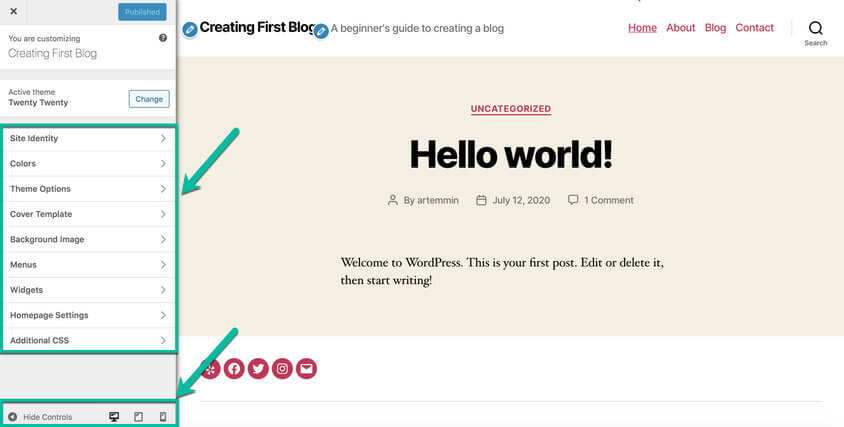 Published
You are customizing
Creating First Blog
Active theme
Twenty Twenty
Change
Site Identity
Colors
Theme Options
Cover Template
Background Image
Menus
Widgets
Homepage Settings
Additional CSS
Hide Controls
Creating First Blog
A beginner's guide to creating a blog
Home About Blog Contact
Search
UNCATEGORIZED
Hello world!
By artemmin July 12, 2020 1 Comment
Welcome to WordPress. This is your first post. Edit or delete it,
then start writing!